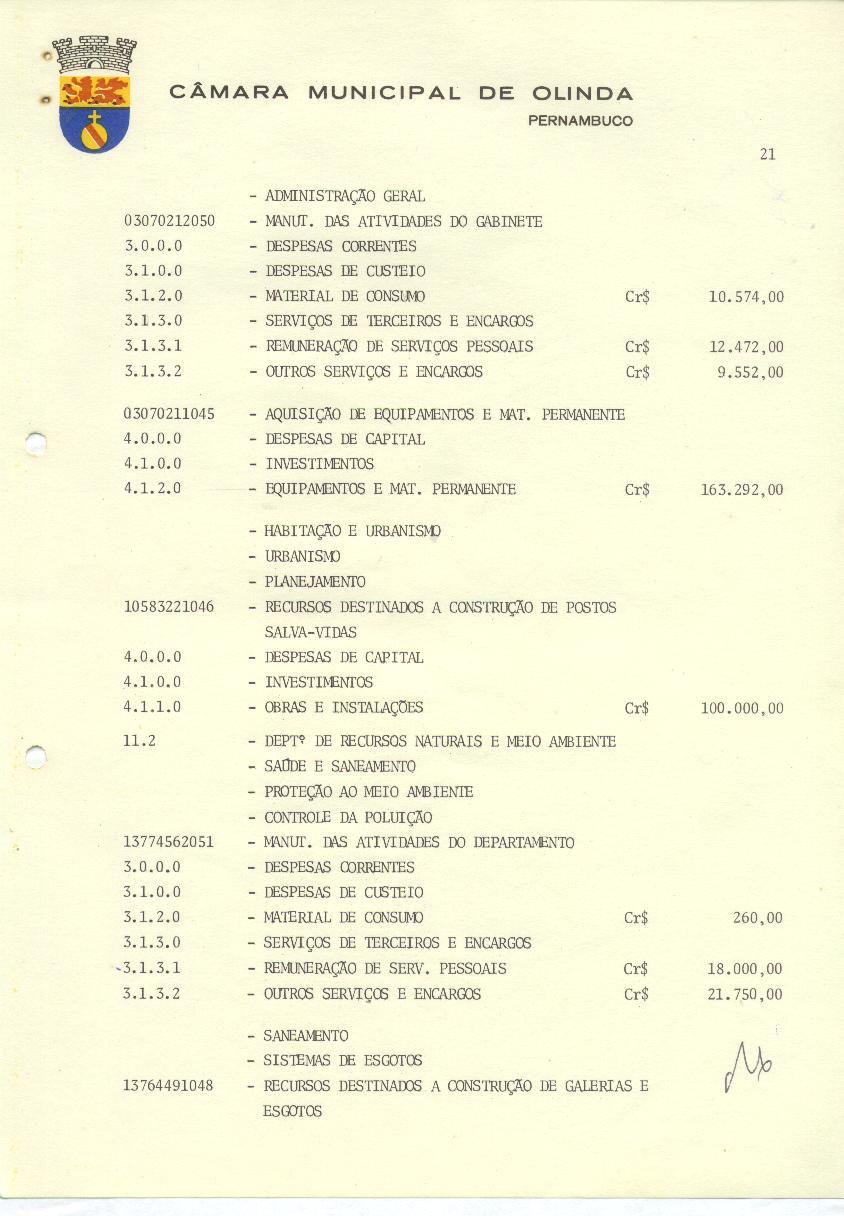 CÂMARA MUNICIPAL DE OLINDA
PERNAMBUCO
21
- ADMINISTRAÇÃO GERAL
03070212050 - MANUT. DAS ATIVIDADES DO GABINETE
3.0.0.0 - DESPESAS CORRENTES
3.1.0.0 - DESPESAS DE CUSTEIO
3.1.2.0 - MATERIAL DE CONSUMO Cr$ 10.574,00
3.1.3.0 - SERVIÇOS DE TERCEIROS E ENCARGOS
3.1.3.1 - REMUNERAÇÃO DE SERVIÇOS PESSOAIS Cr$ 12.472,00
3.1.3.2 - OUTROS SERVIÇOS E ENCARGOS Cr$ 9.552,00
03070211045 - AQUISIÇÃO DE EQUIPAMENTOS E MAT. PERMANENTE
4.0.0.0 - DESPESAS DE CAPITAL
4.1.0.0 - INVESTIMENTOS
4.1.2.0 - EQUIPAMENTOS E MAT. PERMANENTE Cr$ 163.292,00
- HABITAÇÃO E URBANISMO
- URBANISMO
- PLANEJAMENTO
10583221046 - RECURSOS DESTINADOS A CONSTRUÇÃO DE POSTOS
SALVA-VIDAS
4.0.0.0 - DESPESAS DE CAPITAL
4.1.0.0 - INVESTIMENTOS
4.1.1.0 - OBRAS E INSTALAÇÕES Cr$ 100.000,00
11.2 - DEPTº DE RECURSOS NATURAIS E MEIO AMBIENTE
- SAÚDE E SANEAMENTO
- PROTEÇÃO AO MEIO AMBIENTE
- CONTROLE DA POLUIÇÃO
13774562051 - MANUT. DAS ATIVIDADES DO DEPARTAMENTO
3.0.0.0 - DESPESAS CORRENTES
3.1.0.0 - DESPESAS DE CUSTEIO
3.1.2.0 - MATERIAL DE CONSUMO Cr$ 260,00
3.1.3.0 - SERVIÇOS DE TERCEIROS E ENCARGOS
3.1.3.1 - REMUNERAÇÃO DE SERV. PESSOAIS Cr$ 18.000,00
3.1.3.2 - OUTROS SERVIÇOS E ENCARGOS Cr$ 21.750,00
- SANEAMENTO
- SISTEMAS DE ESGOTOS
13764491048 - RECURSOS DESTINADOS A CONSTRUÇÃO DE GALERIAS E
ESGOTOS